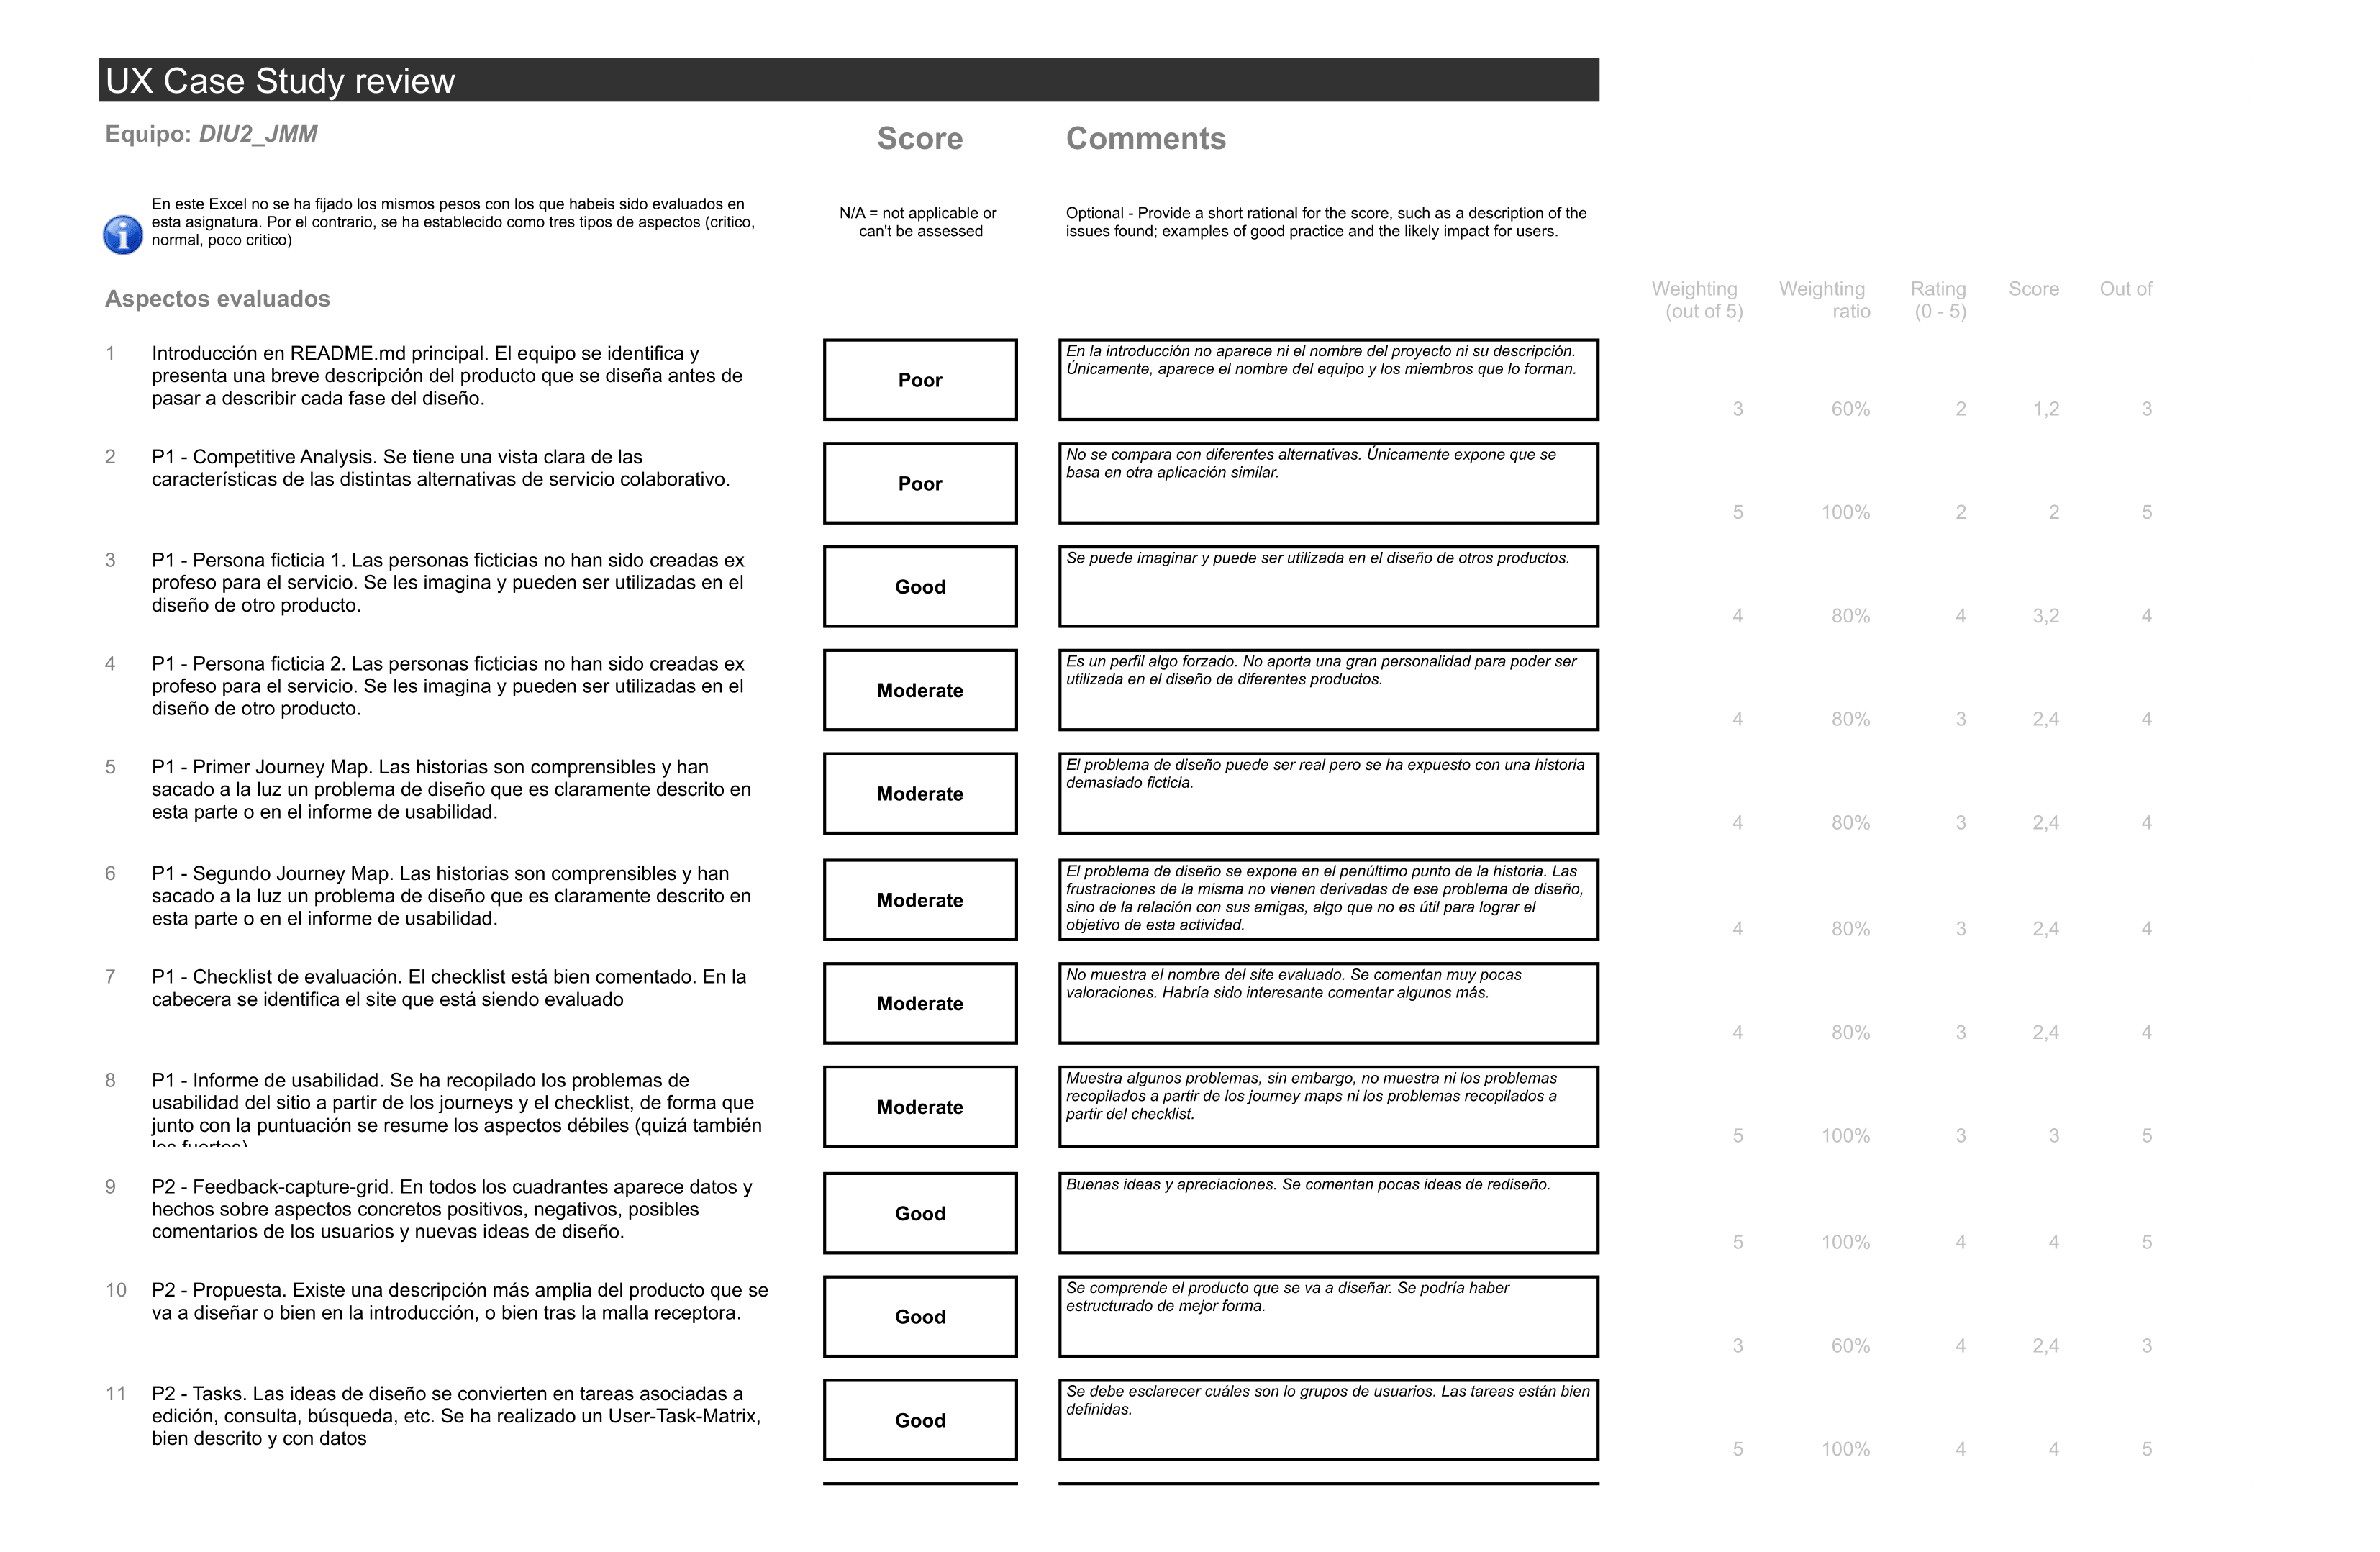 UX Case Study review
Equipo: DIU2_JMM
Score
Comments
En este Excel no se ha fijado los mismos pesos con los que habeis sido evaluados en
esta asignatura. Por el contrario, se ha establecido como tres tipos de aspectos (critico,
normal, poco critico)
N/A = not applicable or
can't be assessed
Optional - Provide a short rational for the score, such as a description of the
issues found; examples of good practice and the likely impact for users.
Aspectos evaluados
Weighting
(out of 5)
Weighting
ratio
Rating
(0 - 5)
Score
Out of
1
Introducción en README.md principal. El equipo se identifica y
presenta una breve descripción del producto que se diseña antes de
pasar a describir cada fase del diseño.
Poor
En la introducción no aparece ni el nombre del proyecto ni su descripción.
Únicamente, aparece el nombre del equipo y los miembros que lo forman.
3 60% 2 1,2 3
2
P1 - Competitive Analysis. Se tiene una vista clara de las
características de las distintas alternativas de servicio colaborativo.
Poor
No se compara con diferentes alternativas. Únicamente expone que se
basa en otra aplicación similar.
5 100% 2 2 5
3
P1 - Persona ficticia 1. Las personas ficticias no han sido creadas ex
profeso para el servicio. Se les imagina y pueden ser utilizadas en el
diseño de otro producto.
Good
Se puede imaginar y puede ser utilizada en el diseño de otros productos.
4 80% 4 3,2 4
4
P1 - Persona ficticia 2. Las personas ficticias no han sido creadas ex
profeso para el servicio. Se les imagina y pueden ser utilizadas en el
diseño de otro producto.
Moderate
Es un perfil algo forzado. No aporta una gran personalidad para poder ser
utilizada en el diseño de diferentes productos.
4 80% 3 2,4 4
5
P1 - Primer Journey Map. Las historias son comprensibles y han
sacado a la luz un problema de diseño que es claramente descrito en
esta parte o en el informe de usabilidad.
Moderate
El problema de diseño puede ser real pero se ha expuesto con una historia
demasiado ficticia.
4 80% 3 2,4 4
6
P1 - Segundo Journey Map. Las historias son comprensibles y han
sacado a la luz un problema de diseño que es claramente descrito en
esta parte o en el informe de usabilidad.
Moderate
El problema de diseño se expone en el penúltimo punto de la historia. Las
frustraciones de la misma no vienen derivadas de ese problema de diseño,
sino de la relación con sus amigas, algo que no es útil para lograr el
objetivo de esta actividad.
4 80% 3 2,4 4
7
P1 - Checklist de evaluación. El checklist está bien comentado. En la
cabecera se identifica el site que está siendo evaluado
Moderate
No muestra el nombre del site evaluado. Se comentan muy pocas
valoraciones. Habría sido interesante comentar algunos más.
4 80% 3 2,4 4
8
P1 - Informe de usabilidad. Se ha recopilado los problemas de
usabilidad del sitio a partir de los journeys y el checklist, de forma que
junto con la puntuación se resume los aspectos débiles (quizá también
los fuertes)
Moderate
Muestra algunos problemas, sin embargo, no muestra ni los problemas
recopilados a partir de los journey maps ni los problemas recopilados a
partir del checklist.
5 100% 3 3 5
9
P2 - Feedback-capture-grid. En todos los cuadrantes aparece datos y
hechos sobre aspectos concretos positivos, negativos, posibles
comentarios de los usuarios y nuevas ideas de diseño.
Good
Buenas ideas y apreciaciones. Se comentan pocas ideas de rediseño.
5 100% 4 4 5
10
P2 - Propuesta. Existe una descripción más amplia del producto que se
va a diseñar o bien en la introducción, o bien tras la malla receptora.
Good
Se comprende el producto que se va a diseñar. Se podría haber
estructurado de mejor forma.
3 60% 4 2,4 3
11
P2 - Tasks. Las ideas de diseño se convierten en tareas asociadas a
edición, consulta, búsqueda, etc. Se ha realizado un User-Task-Matrix,
bien descrito y con datos
Good
Se debe esclarecer cuáles son lo grupos de usuarios. Las tareas están bien
definidas.
5 100% 4 4 5